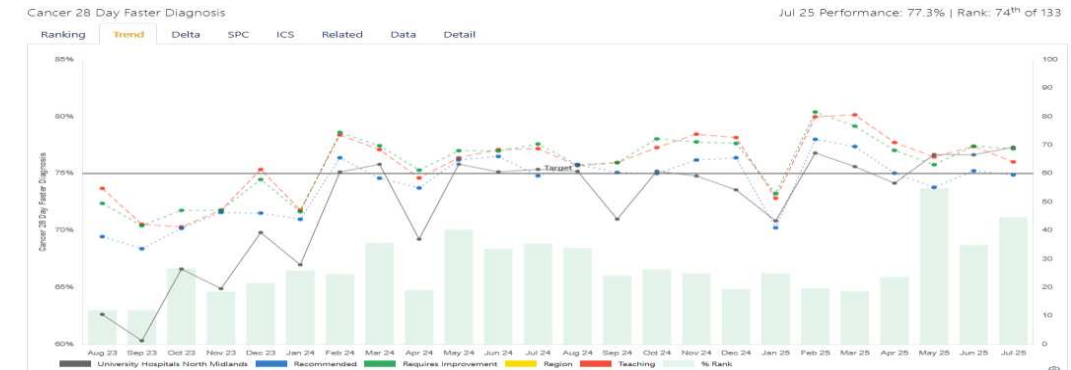 Cancer 28 Day Faster Diagnosis
Jul 25 Performance: 77.3% | Rank: 74th of 133
Ranking Trend Delta SPC ICS Related Data Detail
85%
80%
75%
70%
65%
60%
Cancer 28 Day Faster Diagnosis
Target
100
90
80
70
60
50
40
30
20
10
0
Aug 23 Sep 23 Oct 23 Nov 23 Dec 23 Jan 24 Feb 24 Mar 24 Apr 24 May 24 Jun 24 Jul 24 Aug 24 Sep 24 Oct 24 Nov 24 Dec 24 Jan 25 Feb 25 Mar 25 Apr 25 May 25 Jun 25 Jul 25
University Hospitals North Midlands Recommended Requires Improvement Region Teaching % Rank